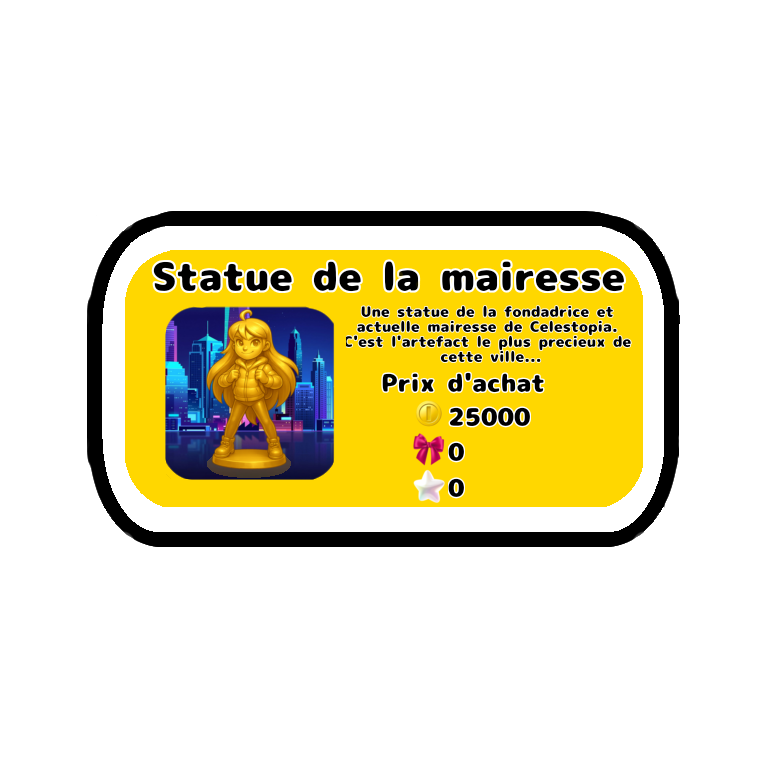 Statue de la mairesse
Une statue de la fondadrice et
actuelle mairesse de Celestopia.
C'est l'artefact le plus precieux de
cette ville...
Prix d'achat
25000
0
0